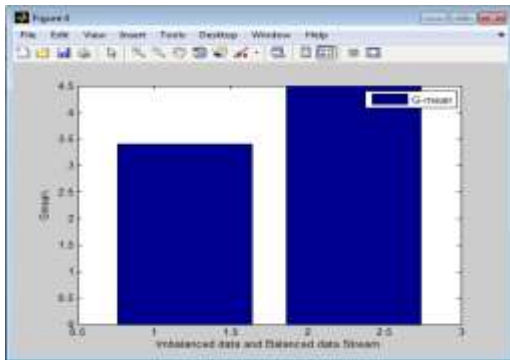 Figure 4
File Edit View Insert Tools Desktop Window Help
G-mean
4.5
4
3.5
3
2.5
2
1.5
1
0.5
0
Gmean
0.5 1 1.5 2 2.5 3
Imbalanced data and Balanced data Stream